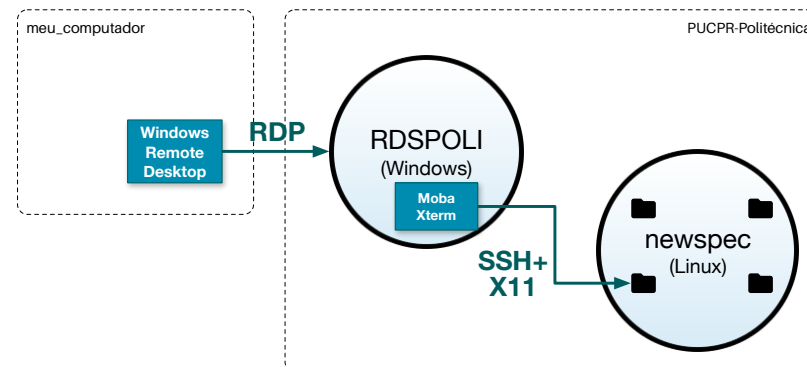 meu_computador
PUCPR-Politécnica
Windows
Remote
Desktop
RDP
RDSPOLI
(Windows)
Moba
Xterm
SSH+
X11
newspec
(Linux)